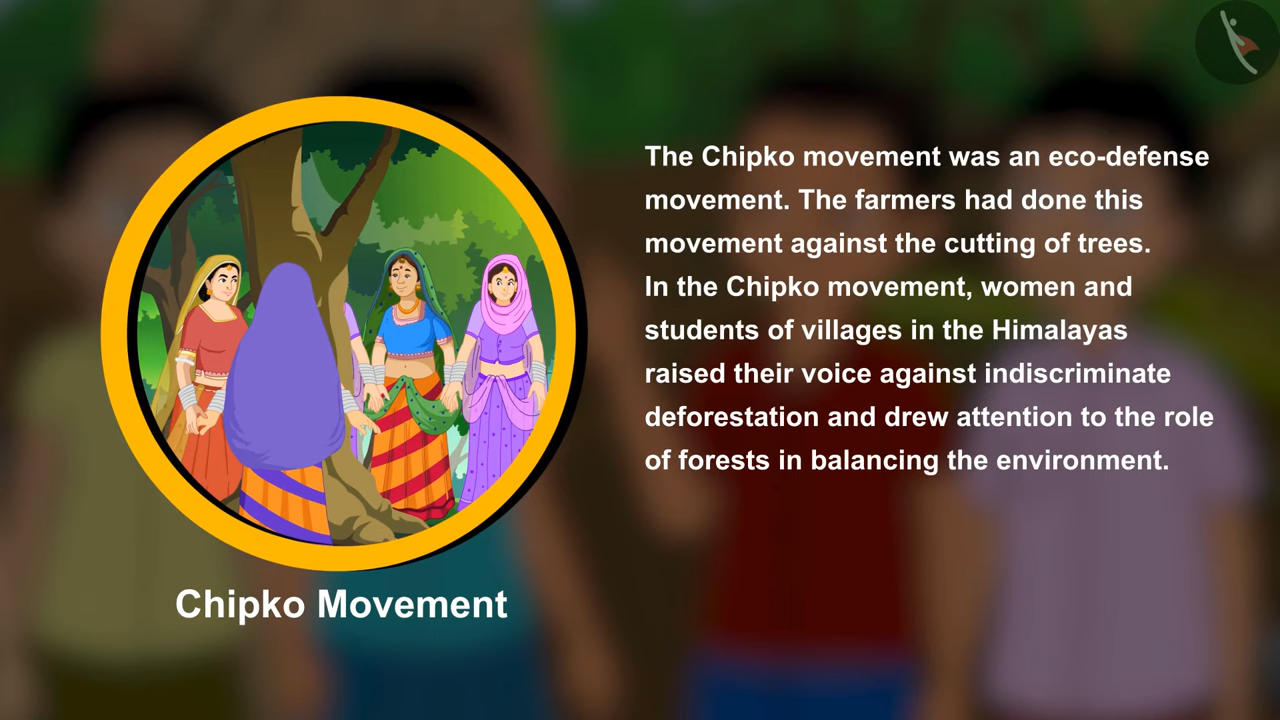 The Chipko movement was an eco-defense
movement. The farmers had done this
movement against the cutting of trees.
In the Chipko movement, women and
students of villages in the Himalayas
raised their voice against indiscriminate
deforestation and drew attention to the role
of forests in balancing the environment.
Chipko Movement